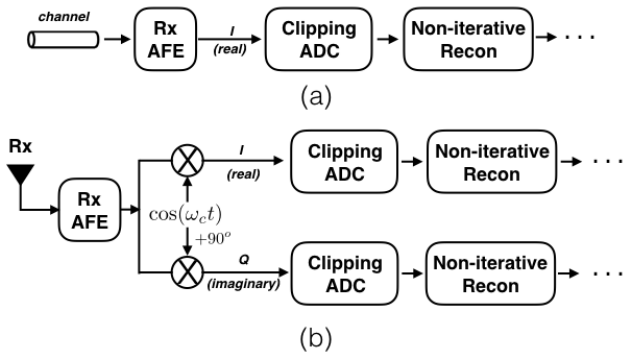 channel
Rx
AFE
I
(real)
Clipping
ADC
Non-iterative
Recon
. . .
(a)
Rx
Rx
AFE
I
(real)
Clipping
ADC
Non-iterative
Recon
. . .
cos(ω_c t)
+90°
Q
(imaginary)
Clipping
ADC
Non-iterative
Recon
. . .
(b)